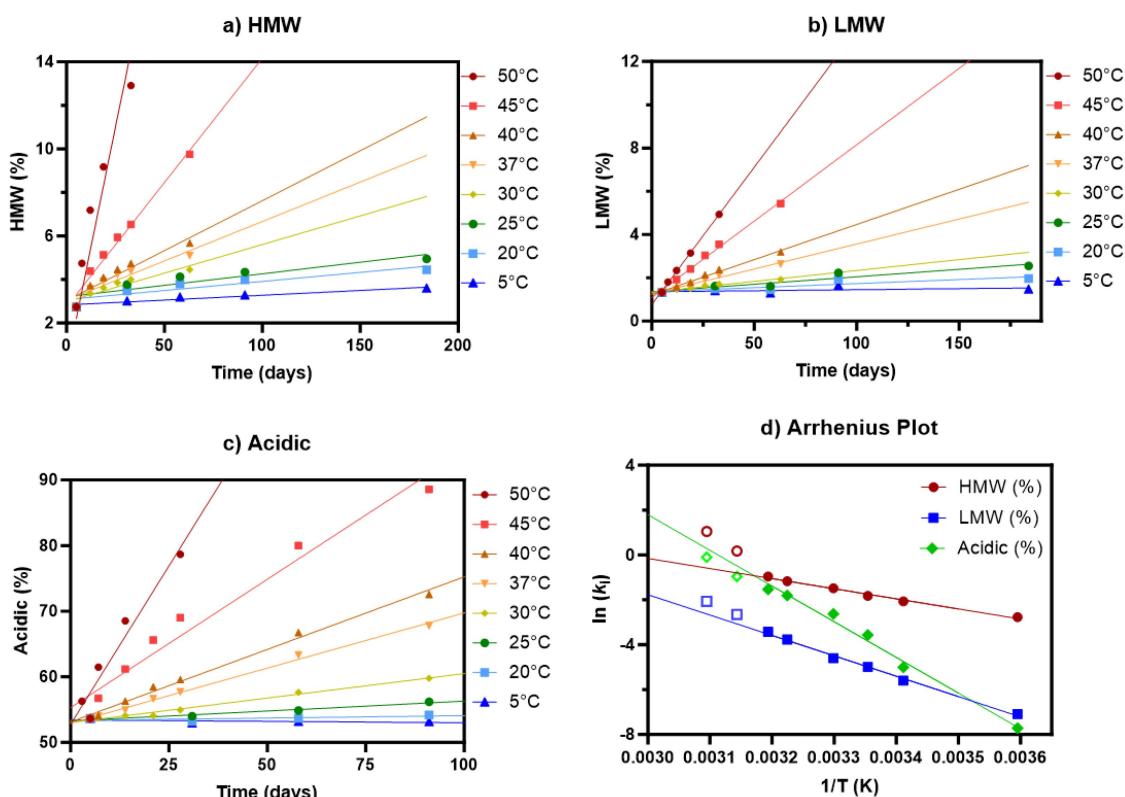 a) HMW
14
10
6
2
HMW (%)
0
50
100
150
200
Time (days)
50°C
45°C
40°C
37°C
30°C
25°C
20°C
5°C
b) LMW
12
8
4
0
LMW (%)
0
50
100
150
Time (days)
50°C
45°C
40°C
37°C
30°C
25°C
20°C
5°C
c) Acidic
90
80
70
60
50
Acidic (%)
0
25
50
75
100
Time (days)
50°C
45°C
40°C
37°C
30°C
25°C
20°C
5°C
d) Arrhenius Plot
4
0
-4
-8
ln (kI)
HMW (%)
LMW (%)
Acidic (%)
0.0030
0.0031
0.0032
0.0033
0.0034
0.0035
0.0036
1/T (K)